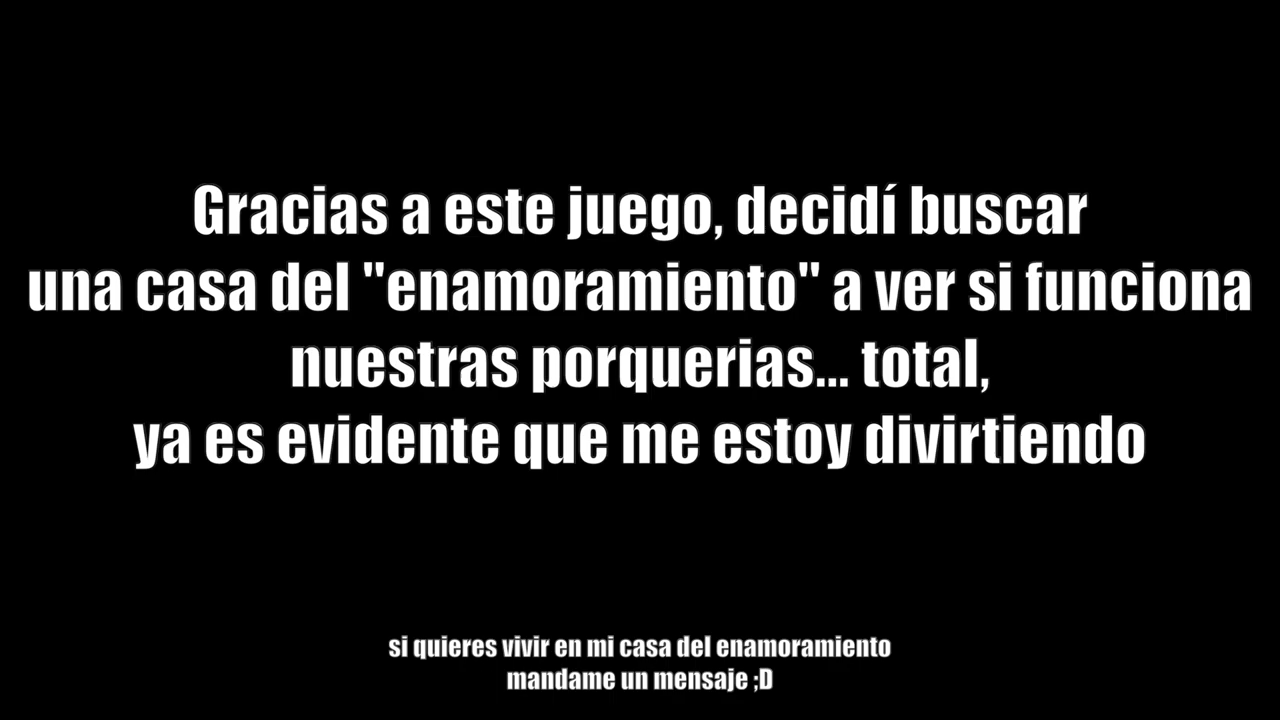 Gracias a este juego, decidí buscar
una casa del "enamoramiento" a ver si funciona
nuestras porquerias... total,
ya es evidente que me estoy divirtiendo
si quieres vivir en mi casa del enamoramiento
mandame un mensaje ;D